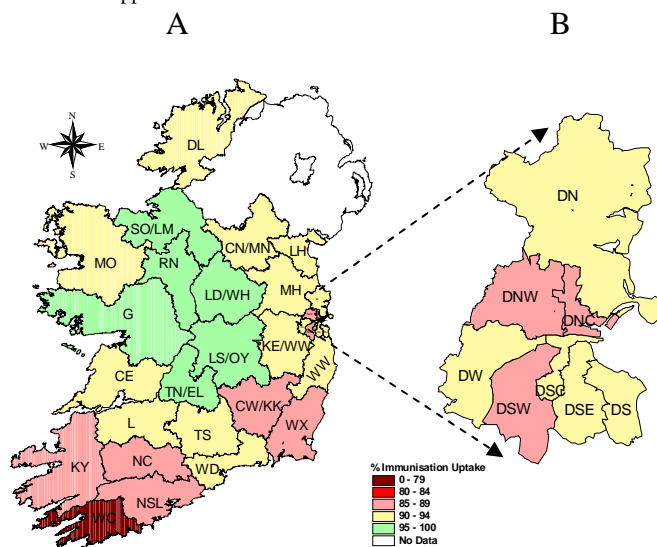 A B
N
W E
S
DL
SO/LM
CN/MN
LH
MO
RN
MH
LD/WH
G
KE/WW
LS/OY
WW
CE
TN/EL
CW/KK
L
TS
WX
KY
NC
WD
NSL
WC
DN
DNW
DNC
DW
DSC
DSW
DSE
DS
% Immunisation Uptake
0 - 79
80 - 84
85 - 89
90 - 94
95 - 100
No Data